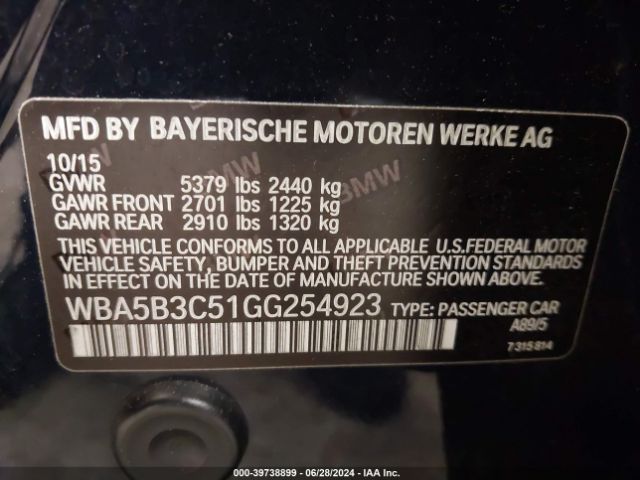 MFD BY BAYERISCHE MOTOREN WERKE AG
10/15
GVWR 5379 lbs 2440 kg
GAWR FRONT 2701 lbs 1225 kg
GAWR REAR 2910 lbs 1320 kg
BMW
THIS VEHICLE CONFORMS TO ALL APPLICABLE U.S.FEDERAL MOTOR
VEHICLE SAFETY, BUMPER AND THEFT PREVENTION STANDARDS
IN EFFECT ON THE DATE OF MANUFACTURE SHOWN ABOVE.
WBA5B3C51GG254923 TYPE: PASSENGER CAR
A89/5
7315814
000-39738899 | 06/28/2024 | IAA Inc.